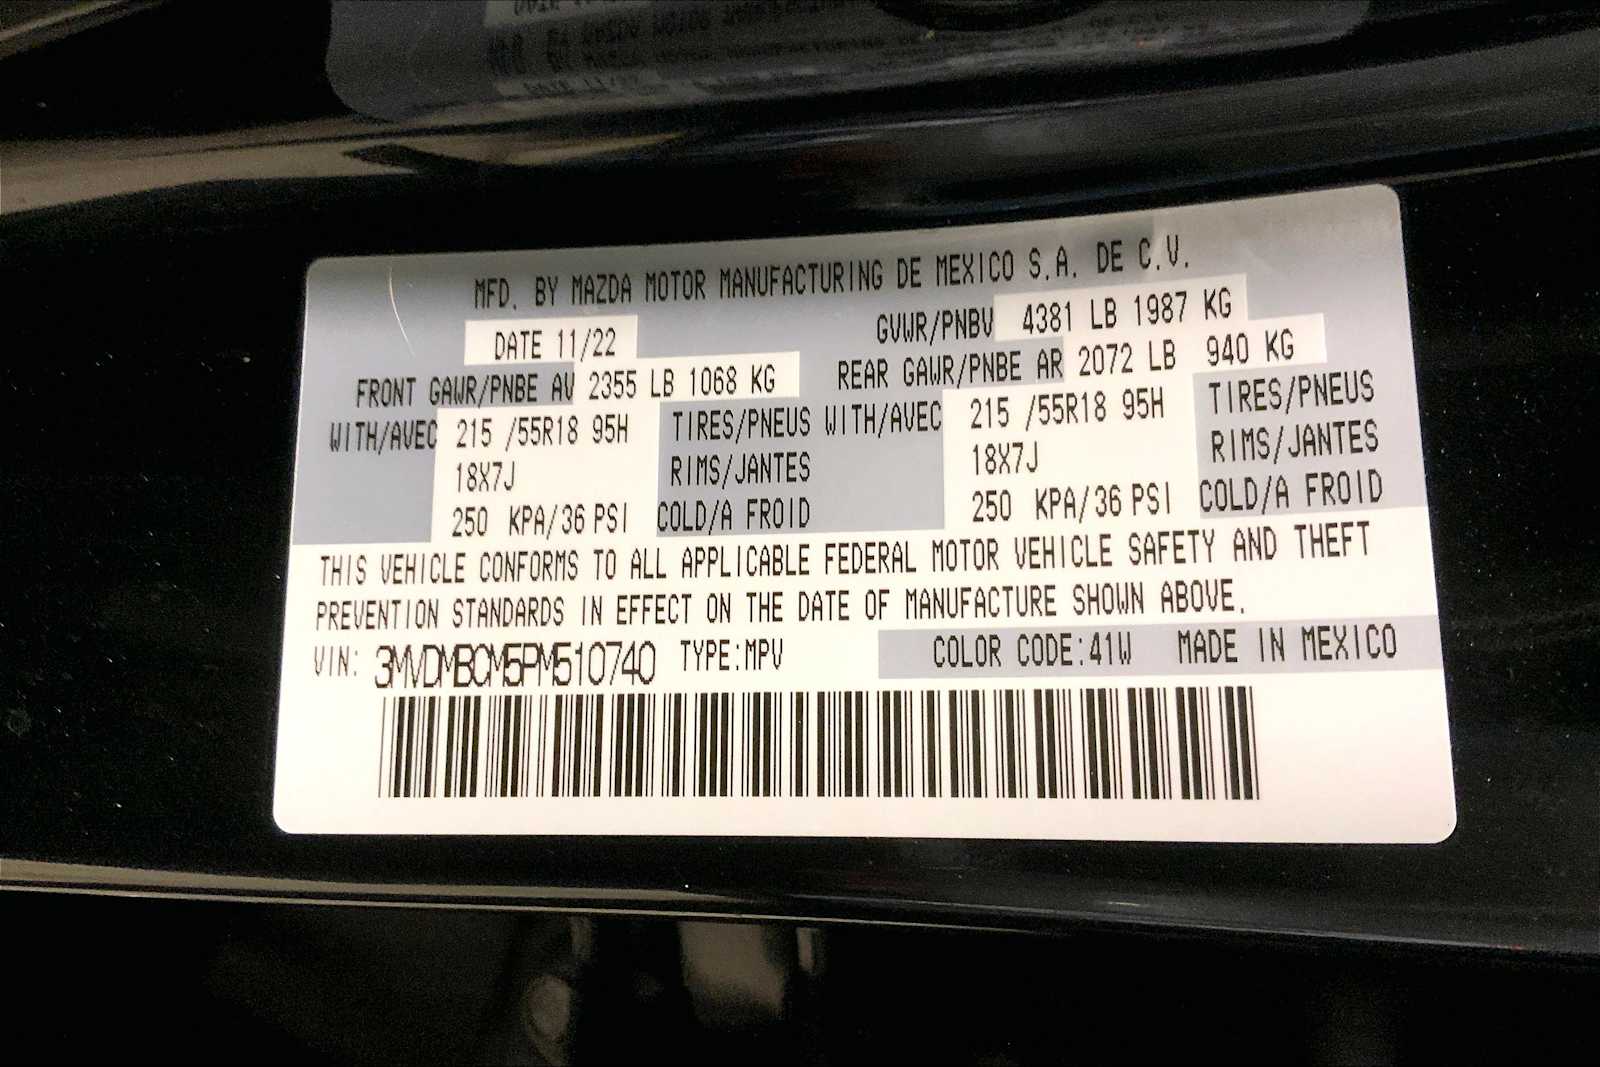 MFD. BY MAZDA MOTOR MANUFACTURING DE MEXICO S.A. DE C.V.
DATE 11/22 GVWR/PNBV 4381 LB 1987 KG
FRONT GAWR/PNBE AV 2355 LB 1068 KG REAR GAWR/PNBE AR 2072 LB 940 KG
WITH/AVEC 215 /55R18 95H TIRES/PNEUS WITH/AVEC 215 /55R18 95H TIRES/PNEUS
18X7J RIMS/JANTES 18X7J RIMS/JANTES
250 KPA/36 PSI COLD/A FROID 250 KPA/36 PSI COLD/A FROID
THIS VEHICLE CONFORMS TO ALL APPLICABLE FEDERAL MOTOR VEHICLE SAFETY AND THEFT
PREVENTION STANDARDS IN EFFECT ON THE DATE OF MANUFACTURE SHOWN ABOVE.
VIN: 3MVDMBCM5PM510740 TYPE:MPV COLOR CODE:41W MADE IN MEXICO